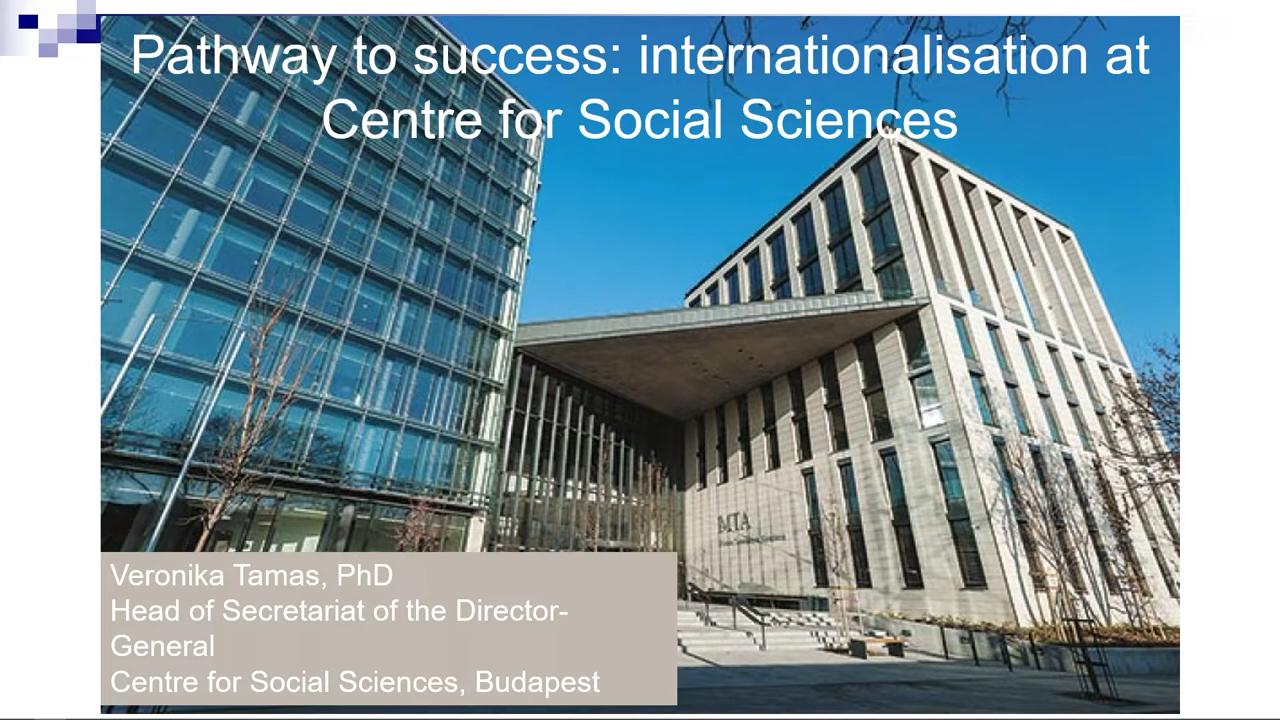 Pathway to success: internationalisation at
Centre for Social Sciences
MTA
Veronika Tamas, PhD
Head of Secretariat of the Director-
General
Centre for Social Sciences, Budapest